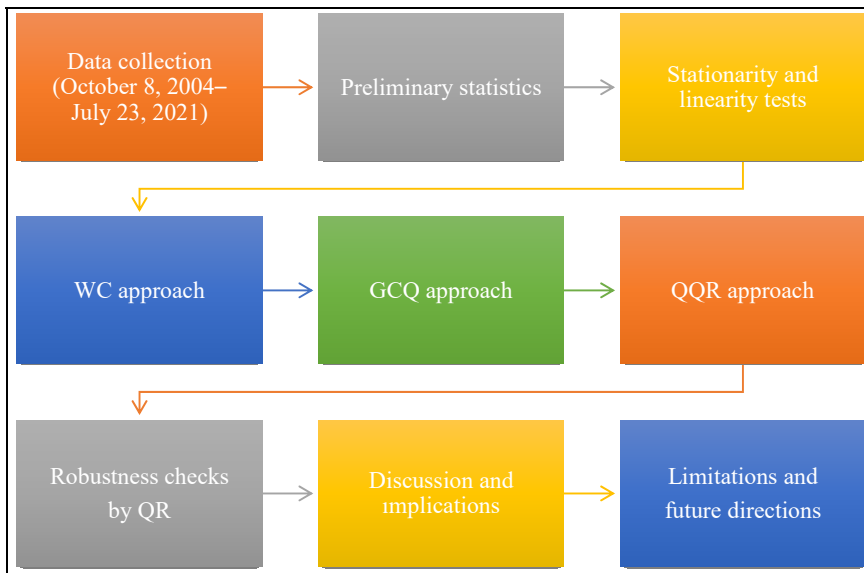 Data collection
(October 8, 2004–
July 23, 2021)
Preliminary statistics
Stationarity and
linearity tests
WC approach
GCQ approach
QQR approach
Robustness checks
by QR
Discussion and
implications
Limitations and
future directions